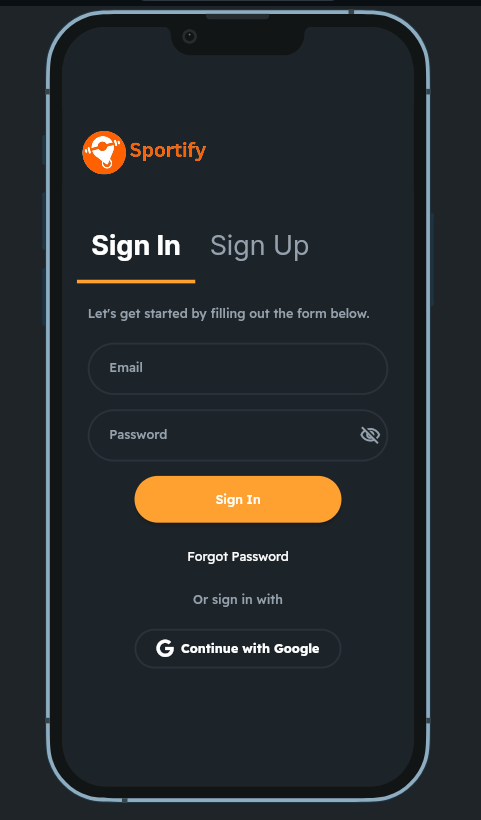 Sportify
Sign In Sign Up
Let's get started by filling out the form below.
Email
Password
Sign In
Forgot Password
Or sign in with
Continue with Google